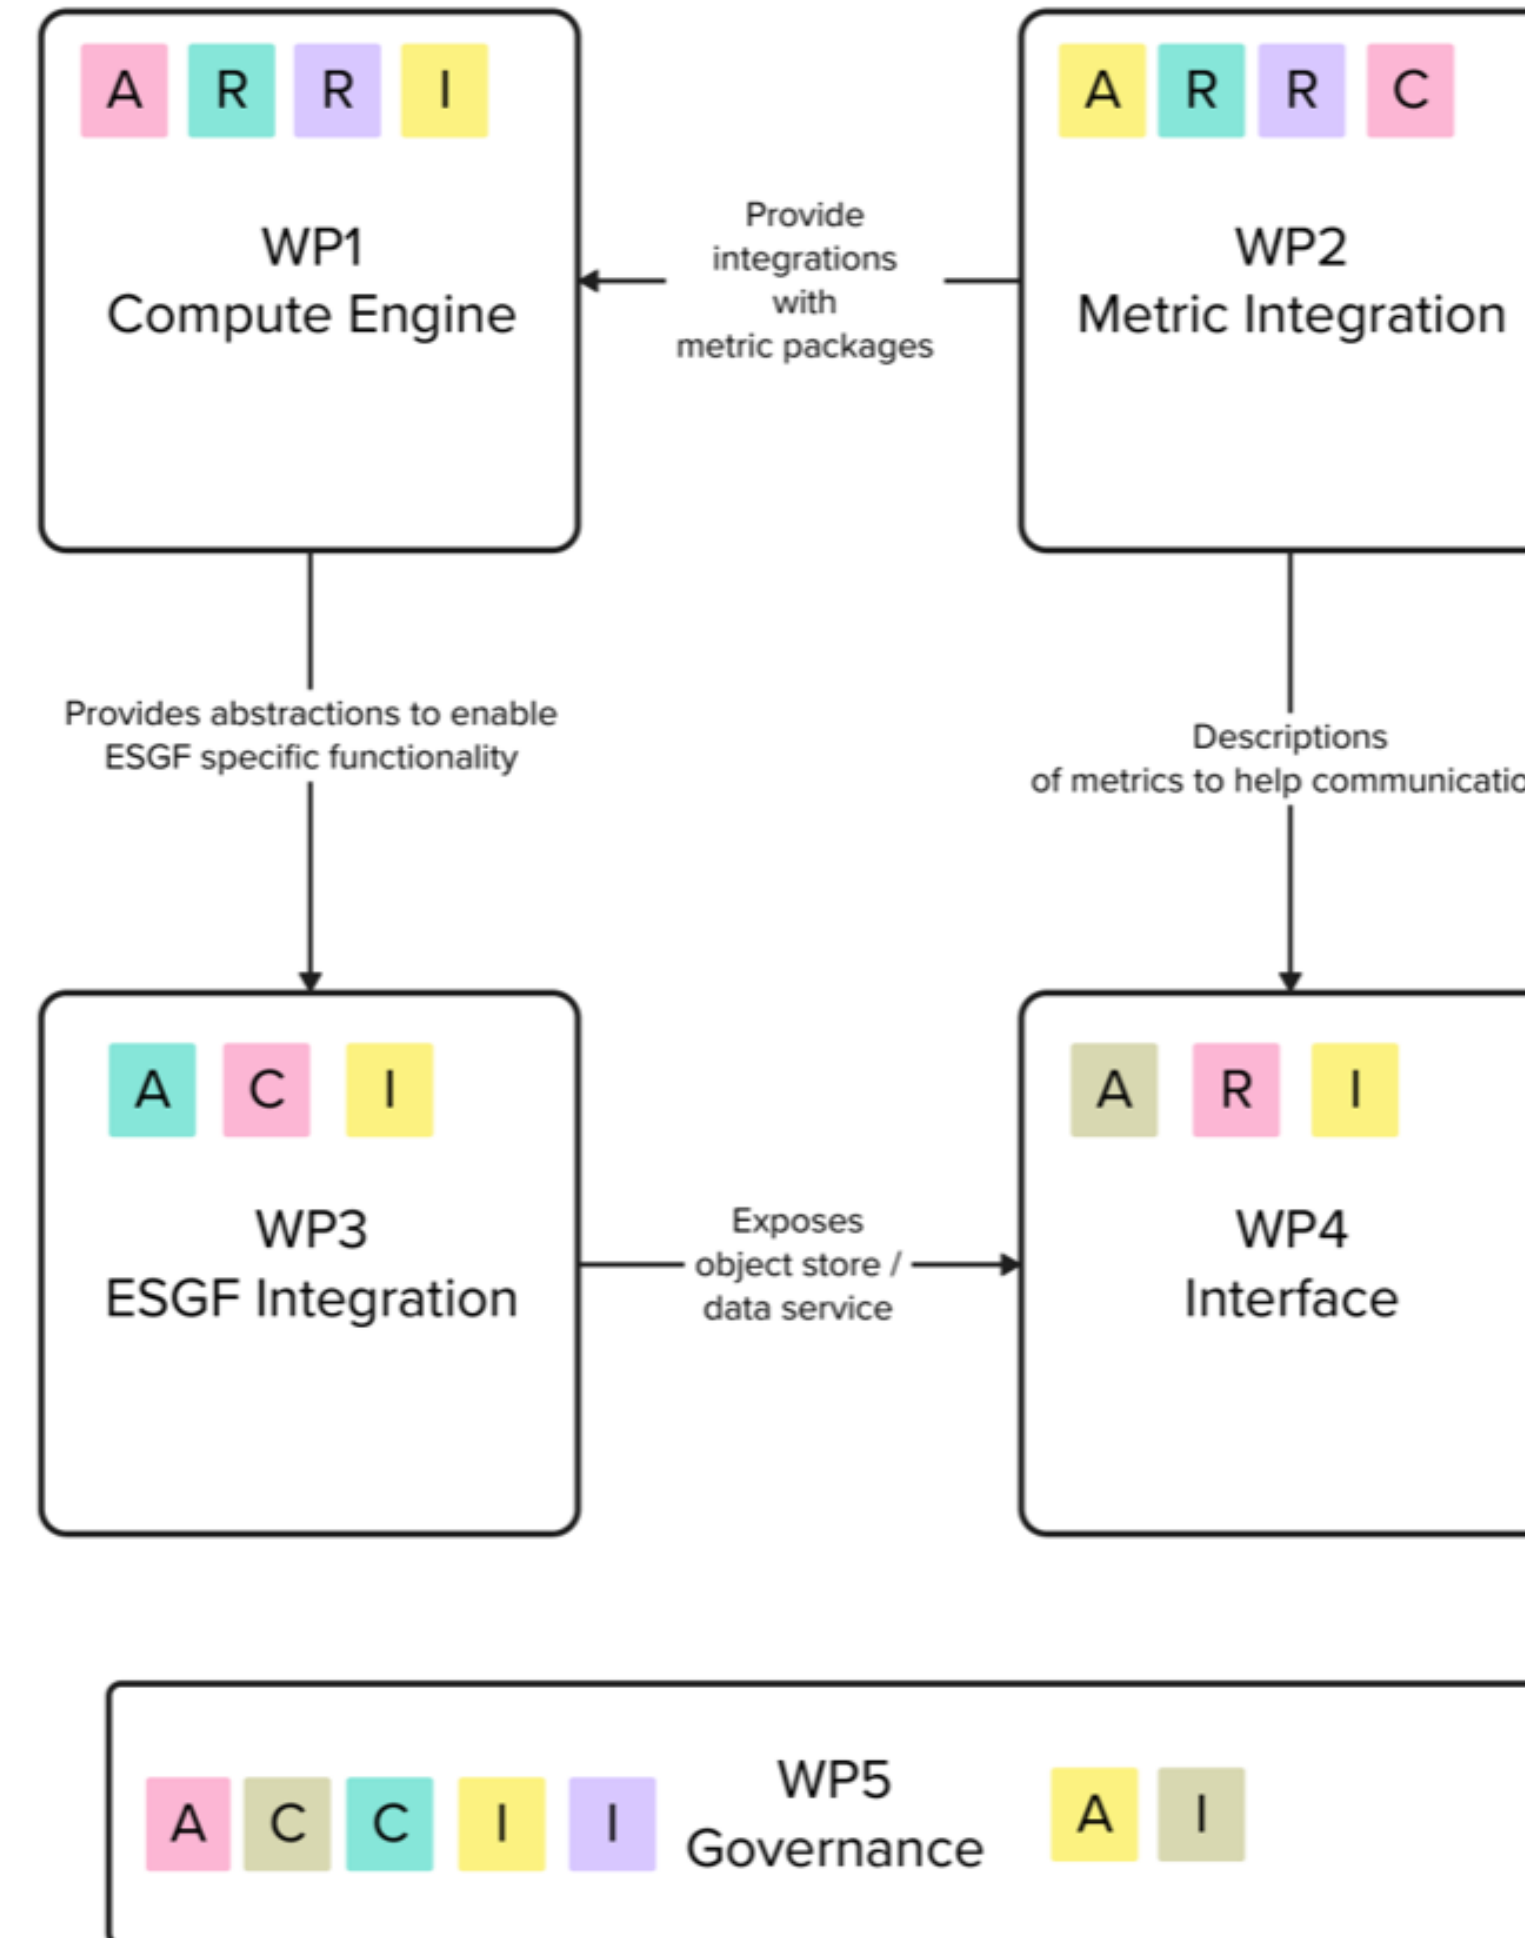 A R R I
WP1
Compute Engine
Provide
integrations
with
metric packages
A R R C
WP2
Metric Integration
Provides abstractions to enable
ESGF specific functionality
Descriptions
of metrics to help communicatio
A C I
WP3
ESGF Integration
Exposes
object store /
data service
A R I
WP4
Interface
A C C I I
WP5
Governance
A I